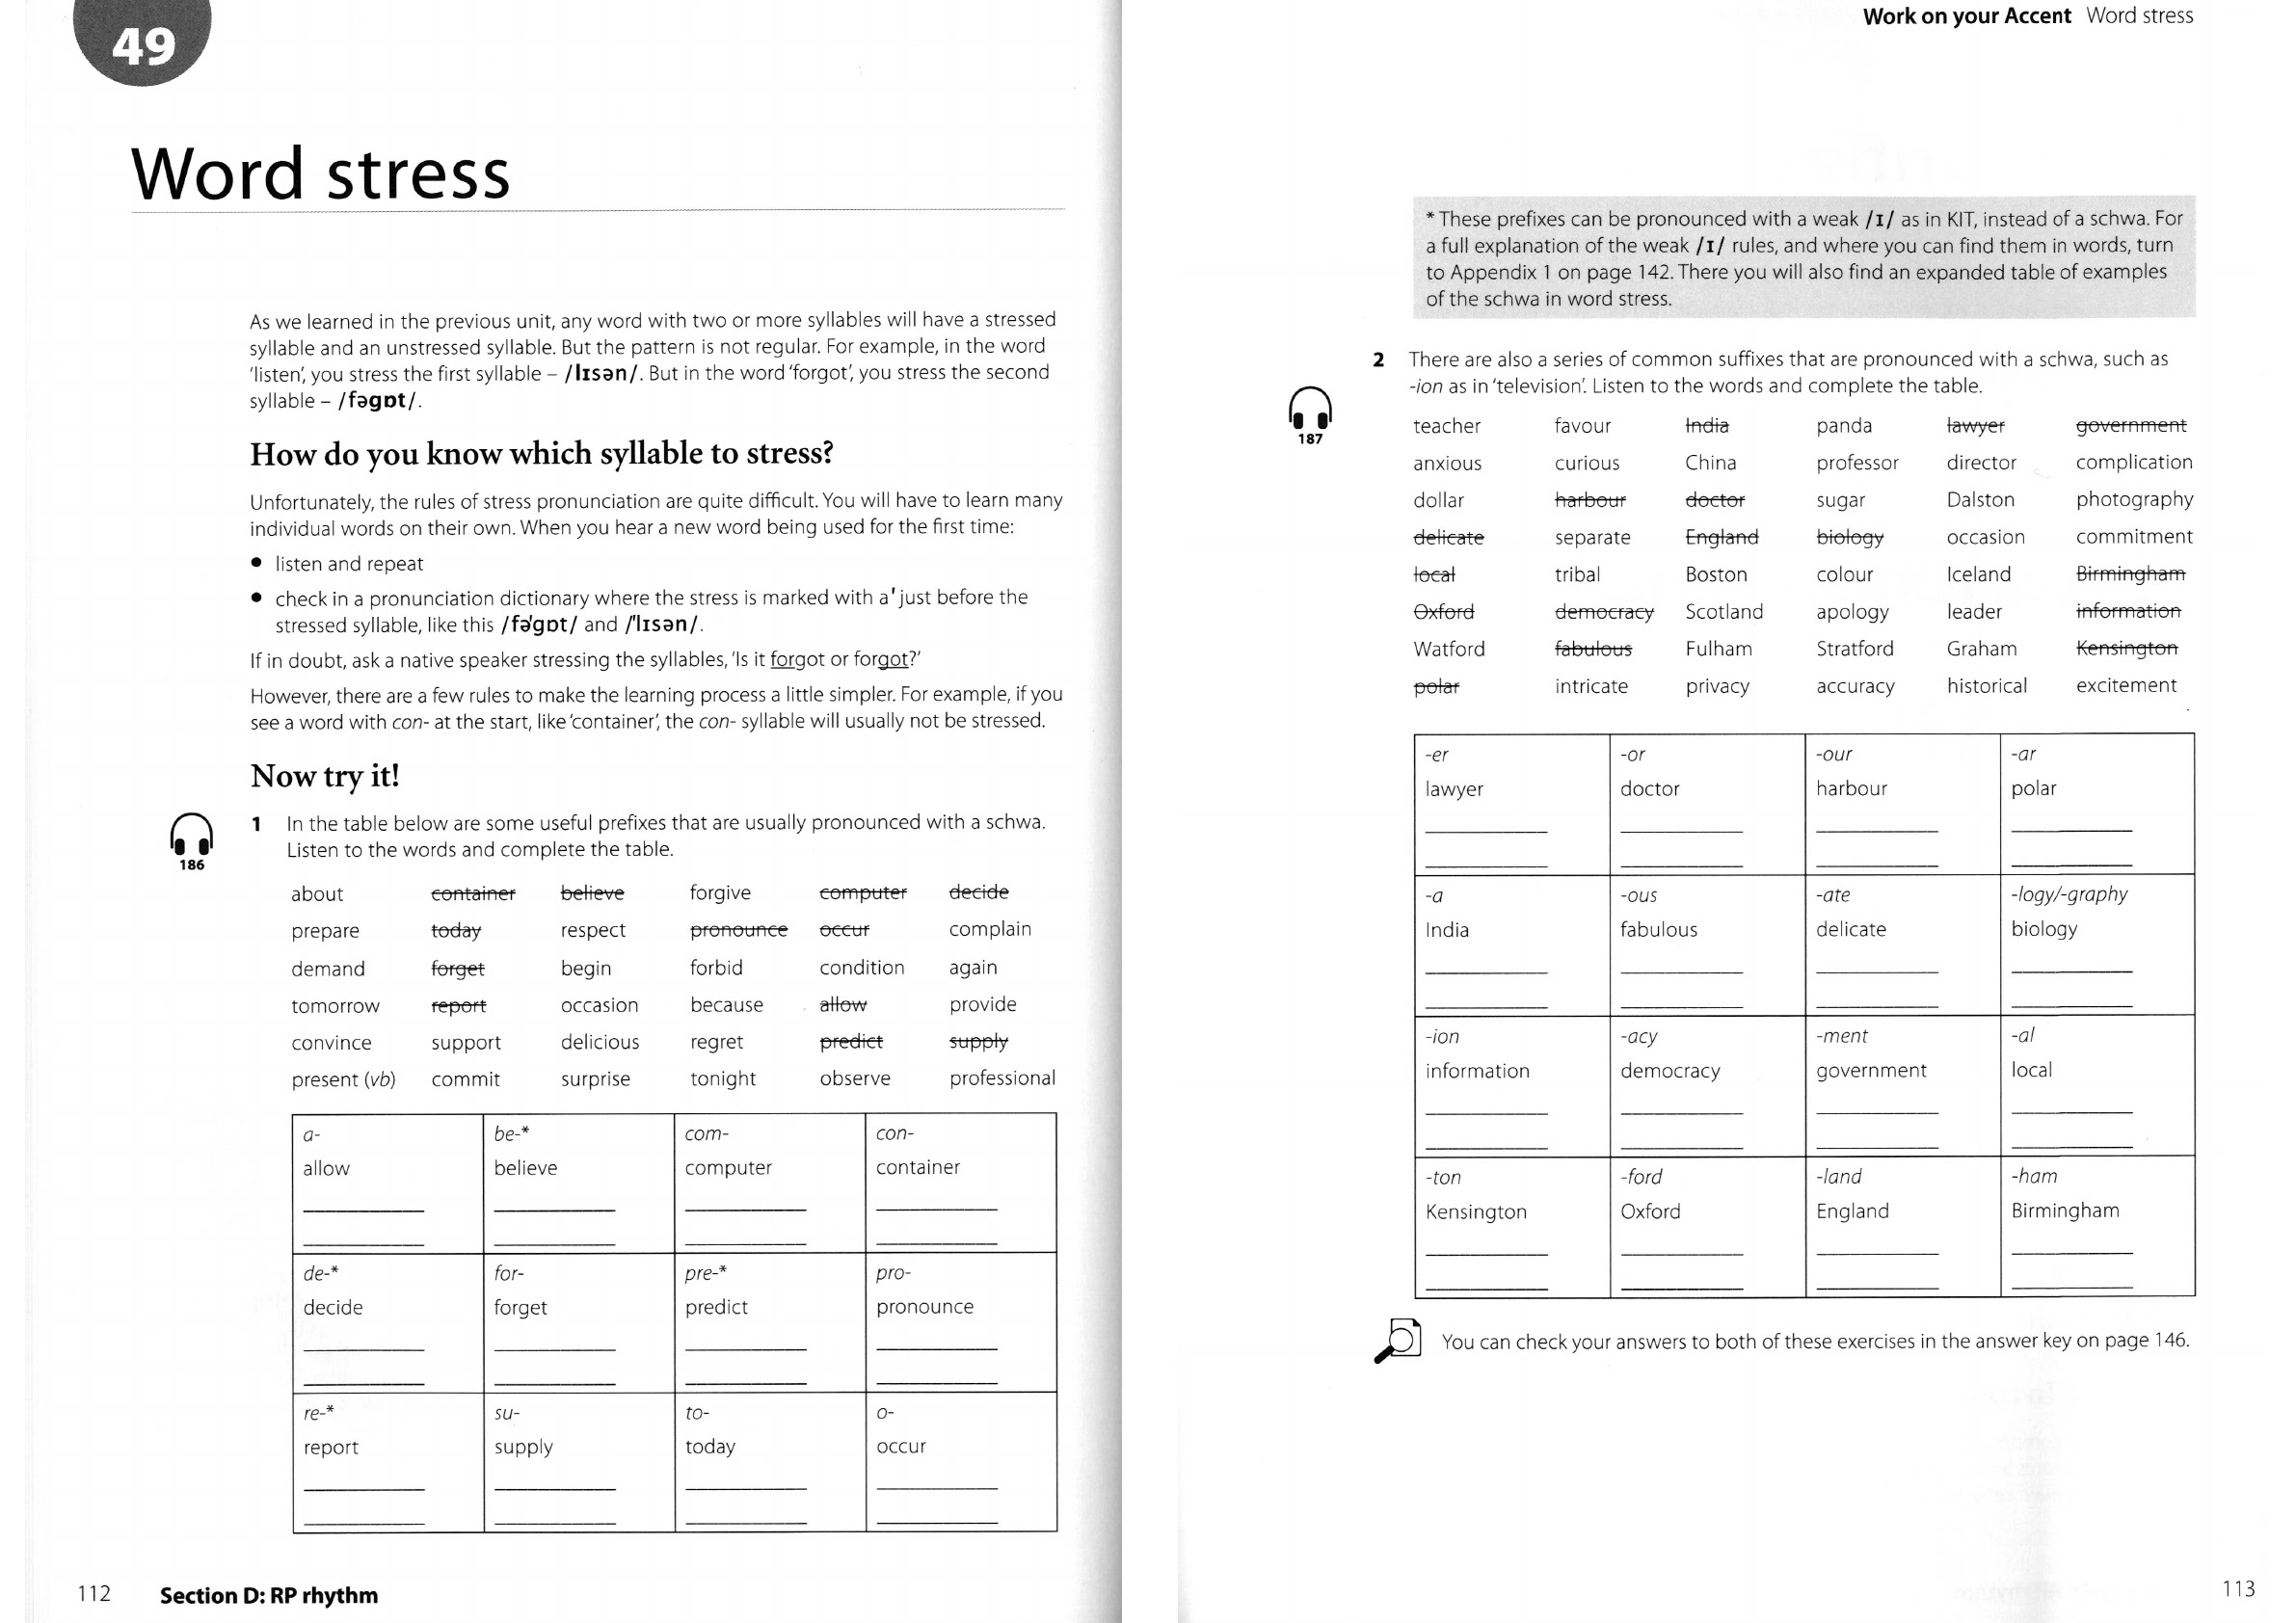 49
Word stress
As we learned in the previous unit, any word with two or more syllables will have a stressed
syllable and an unstressed syllable. But the pattern is not regular. For example, in the word
'listen', you stress the first syllable – /lɪsən/. But in the word 'forgot', you stress the second
syllable – /fəgɒt/.
How do you know which syllable to stress?
Unfortunately, the rules of stress pronunciation are quite difficult. You will have to learn many
individual words on their own. When you hear a new word being used for the first time:
• listen and repeat
• check in a pronunciation dictionary where the stress is marked with a ' just before the
stressed syllable, like this /fə'gɒt/ and /'lɪsən/.
If in doubt, ask a native speaker stressing the syllables, 'Is it forgot or forgot?'
However, there are a few rules to make the learning process a little simpler. For example, if you
see a word with con- at the start, like 'container', the con- syllable will usually not be stressed.
Now try it!
186
1 In the table below are some useful prefixes that are usually pronounced with a schwa.
Listen to the words and complete the table.
about container believe forgive computer decide
prepare today respect pronounce occur complain
demand forget begin forbid condition again
tomorrow report occasion because allow provide
convince support delicious regret predict supply
present (vb) commit surprise tonight observe professional
a- be-* com- con-
allow believe computer container
de-* for- pre-* pro-
decide forget predict pronounce
re-* su- to- o-
report supply today occur
112 Section D: RP rhythm
Work on your Accent Word stress
* These prefixes can be pronounced with a weak /ɪ/ as in KIT, instead of a schwa. For
a full explanation of the weak /ɪ/ rules, and where you can find them in words, turn
to Appendix 1 on page 142. There you will also find an expanded table of examples
of the schwa in word stress.
2 There are also a series of common suffixes that are pronounced with a schwa, such as
-ion as in 'television'. Listen to the words and complete the table.
187
teacher favour India panda lawyer government
anxious curious China professor director complication
dollar harbour doctor sugar Dalston photography
delicate separate England biology occasion commitment
local tribal Boston colour Iceland Birmingham
Oxford democracy Scotland apology leader information
Watford fabulous Fulham Stratford Graham Kensington
polar intricate privacy accuracy historical excitement
-er -or -our -ar
lawyer doctor harbour polar
-a -ous -ate -logy/-graphy
India fabulous delicate biology
-ion -acy -ment -al
information democracy government local
-ton -ford -land -ham
Kensington Oxford England Birmingham
You can check your answers to both of these exercises in the answer key on page 146.
113